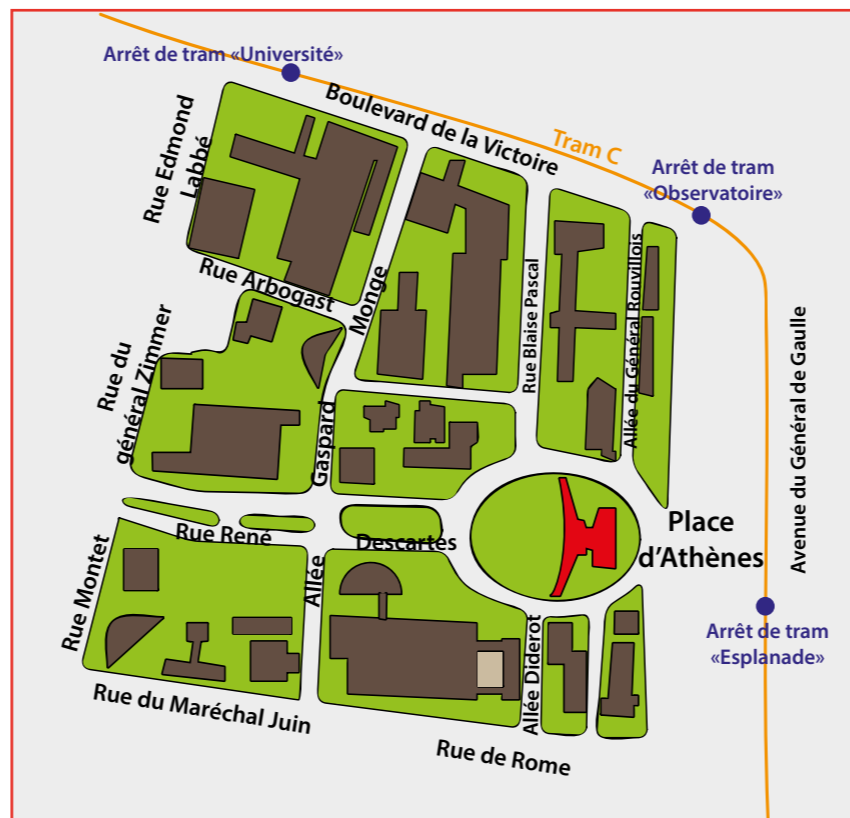 Arrêt de tram «Université»
Boulevard de la Victoire
Tram C
Arrêt de tram
«Observatoire»
Rue Edmond
Labbé
Rue Arbogast
Rue du
général Zimmer
Allée Gaspard Monge
Rue Blaise Pascal
Allée du Général Rouvillois
Avenue du Général de Gaulle
Place
d'Athènes
Rue René Descartes
Rue Montet
Arrêt de tram
«Esplanade»
Allée Diderot
Rue du Maréchal Juin
Rue de Rome